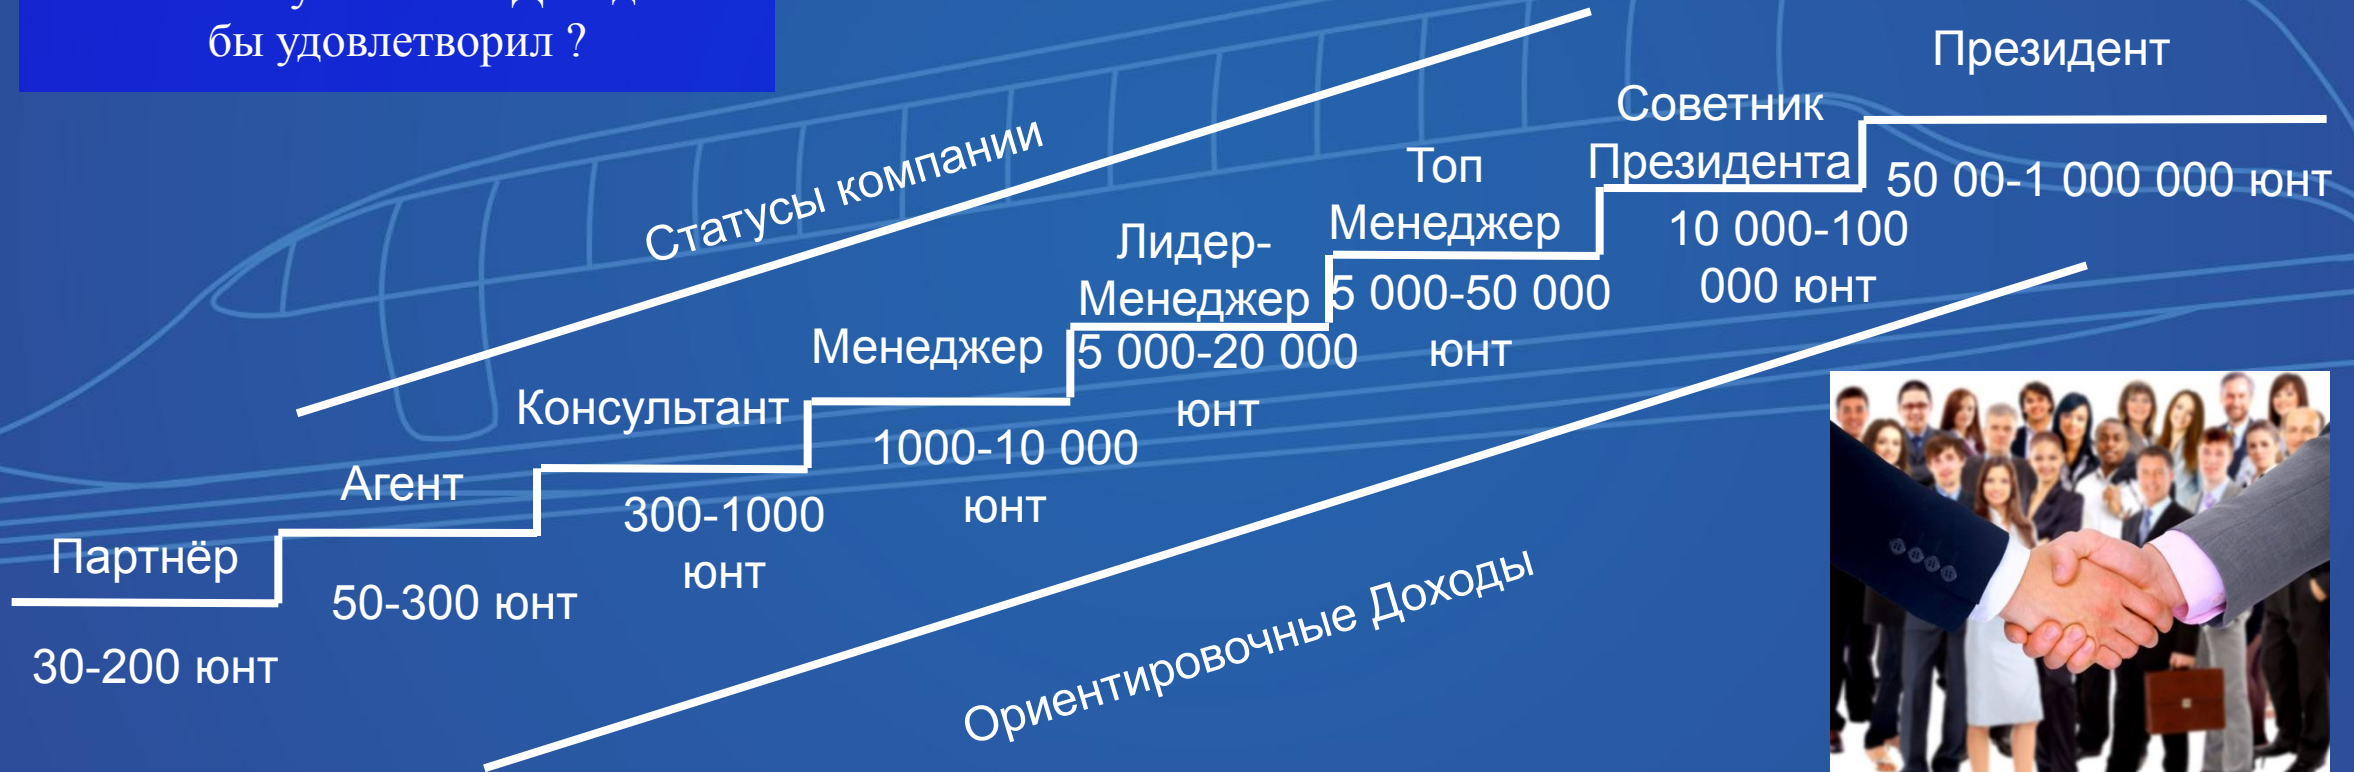 бы удовлетворил ?
Статусы компании
Партнёр
30-200 юнт
Агент
50-300 юнт
Консультант
300-1000
юнт
Менеджер
1000-10 000
юнт
Лидер-
Менеджер
5 000-20 000
юнт
Топ
Менеджер
5 000-50 000
юнт
Советник
Президента
10 000-100
000 юнт
Президент
50 00-1 000 000 юнт
Ориентировочные Доходы